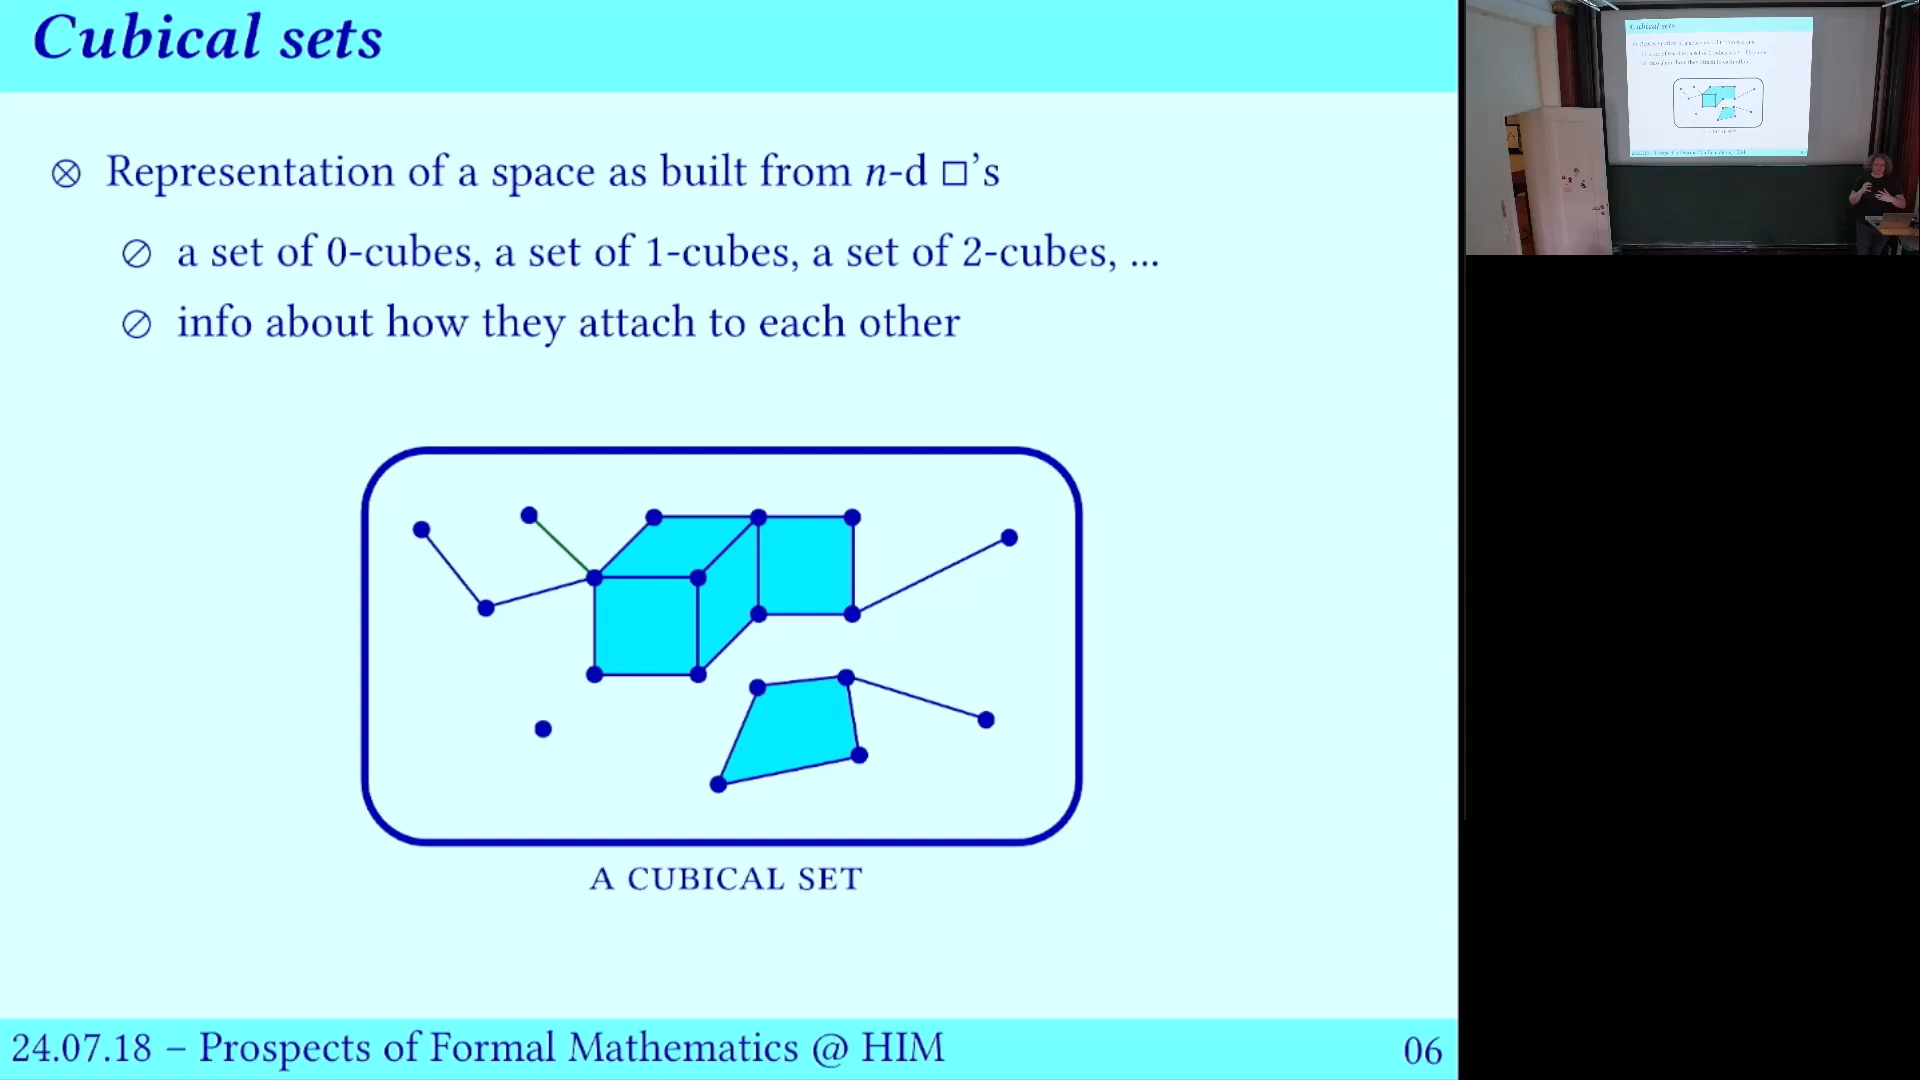 Cubical sets
⊗ Representation of a space as built from n-d □'s
⊘ a set of 0-cubes, a set of 1-cubes, a set of 2-cubes, ...
⊘ info about how they attach to each other
A CUBICAL SET
24.07.18 – Prospects of Formal Mathematics @ HIM
06
Cubical sets